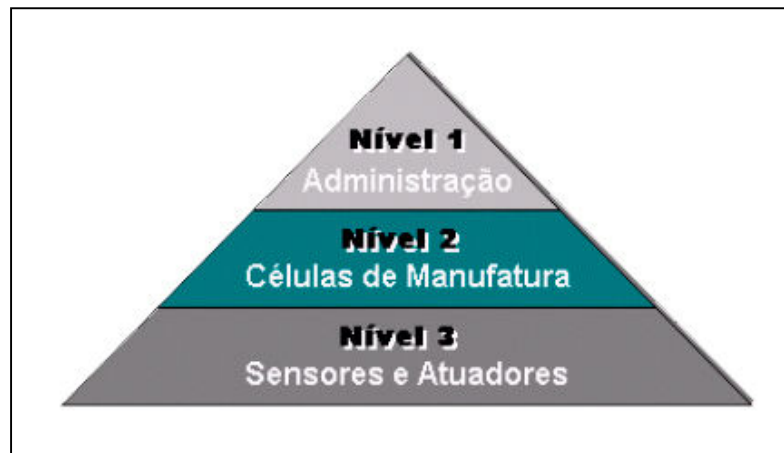 Nível 1
Administração
Nível 2
Células de Manufatura
Nível 3
Sensores e Atuadores